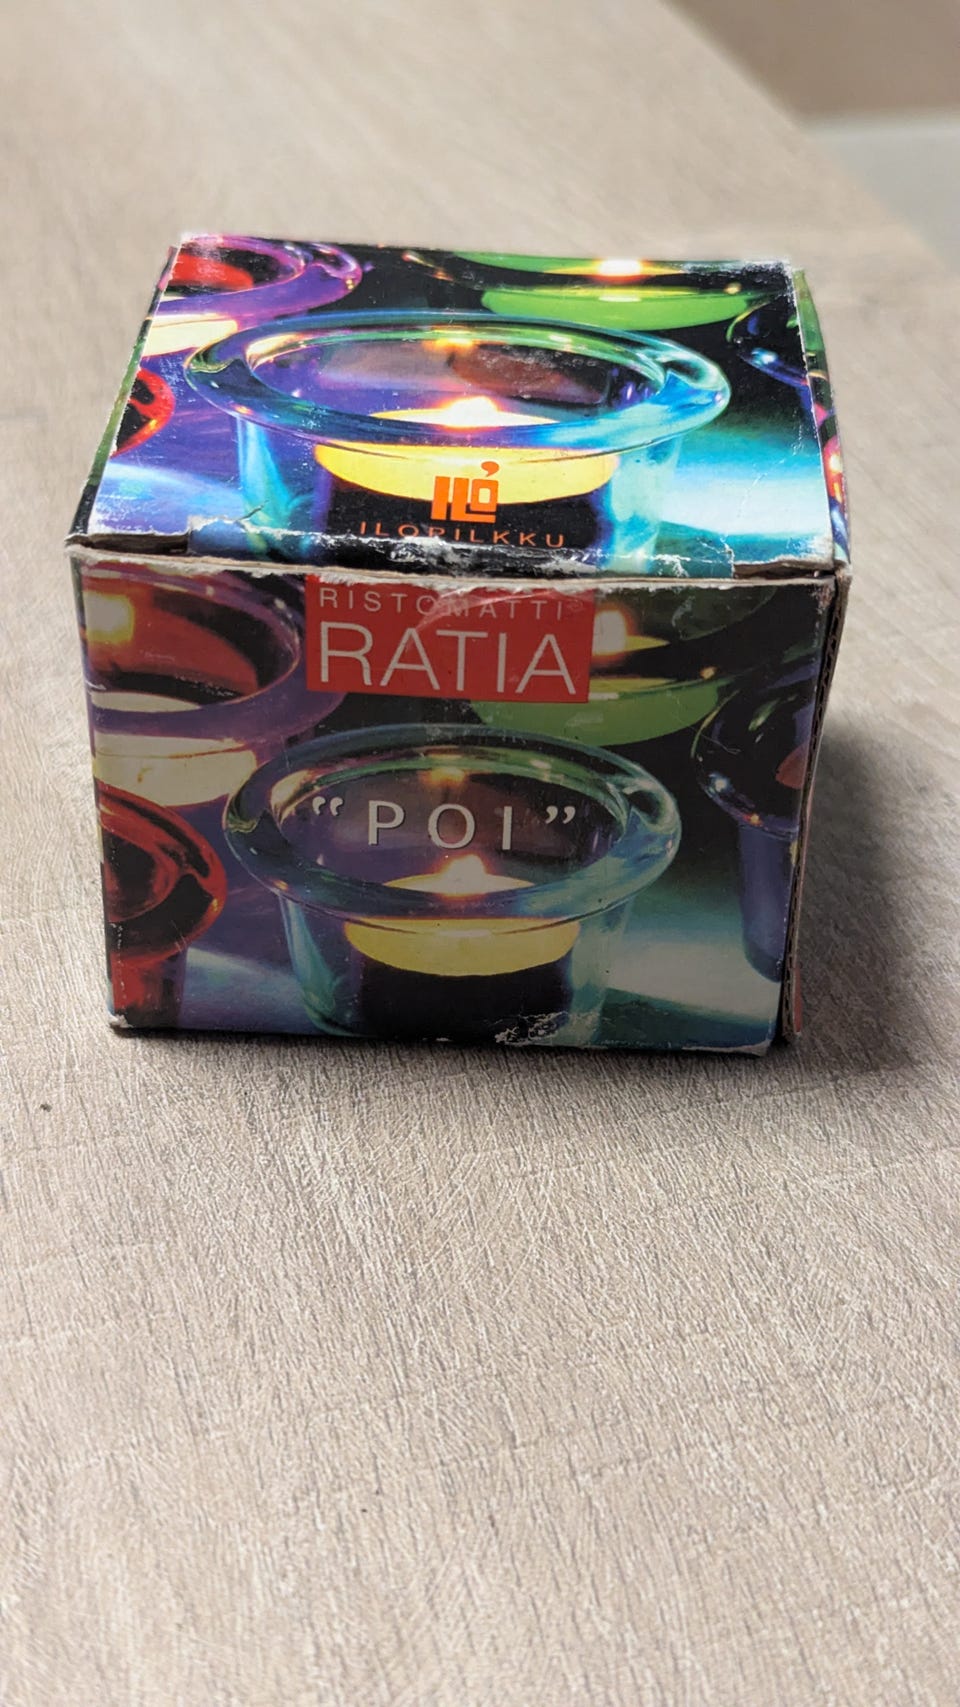 ILO'
ILOPILKKU
RISTOMATTI
RATIA
“POI”